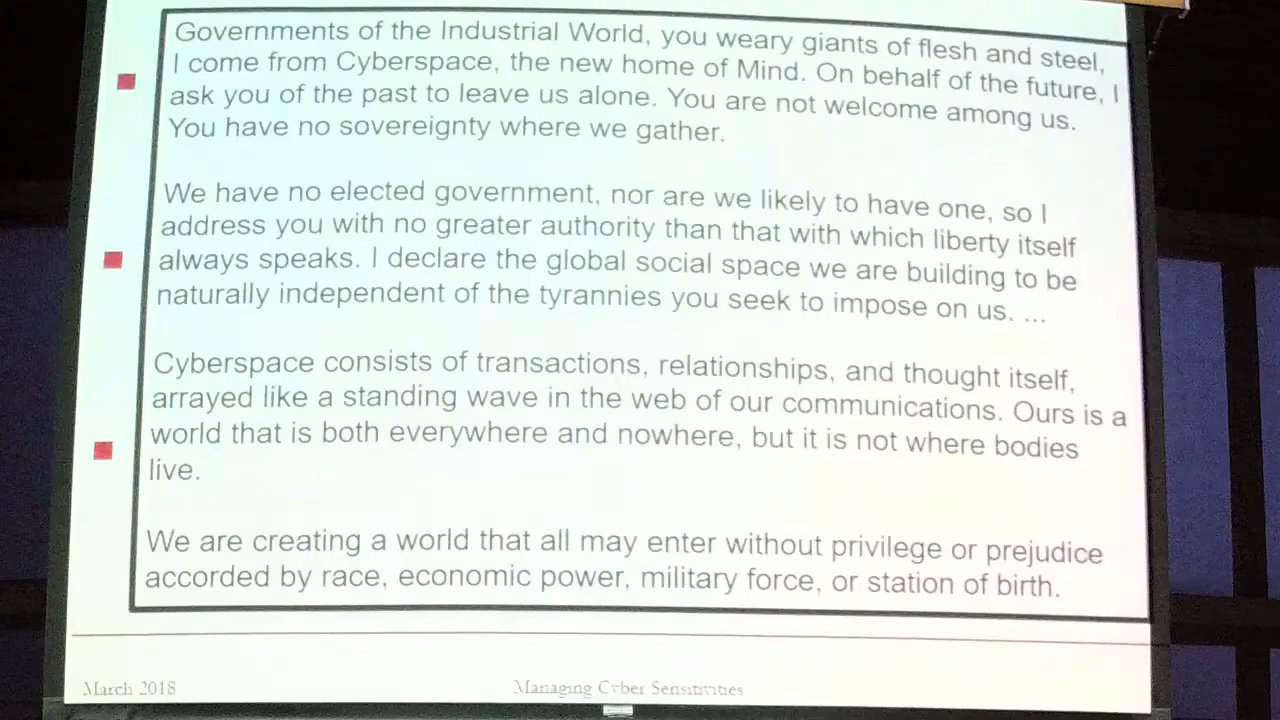 Governments of the Industrial World, you weary giants of flesh and steel,
I come from Cyberspace, the new home of Mind. On behalf of the future, I
ask you of the past to leave us alone. You are not welcome among us.
You have no sovereignty where we gather.
We have no elected government, nor are we likely to have one, so I
address you with no greater authority than that with which liberty itself
always speaks. I declare the global social space we are building to be
naturally independent of the tyrannies you seek to impose on us. ...
Cyberspace consists of transactions, relationships, and thought itself,
arrayed like a standing wave in the web of our communications. Ours is a
world that is both everywhere and nowhere, but it is not where bodies
live.
We are creating a world that all may enter without privilege or prejudice
accorded by race, economic power, military force, or station of birth.
March 2018
Managing Cyber Sensitivities